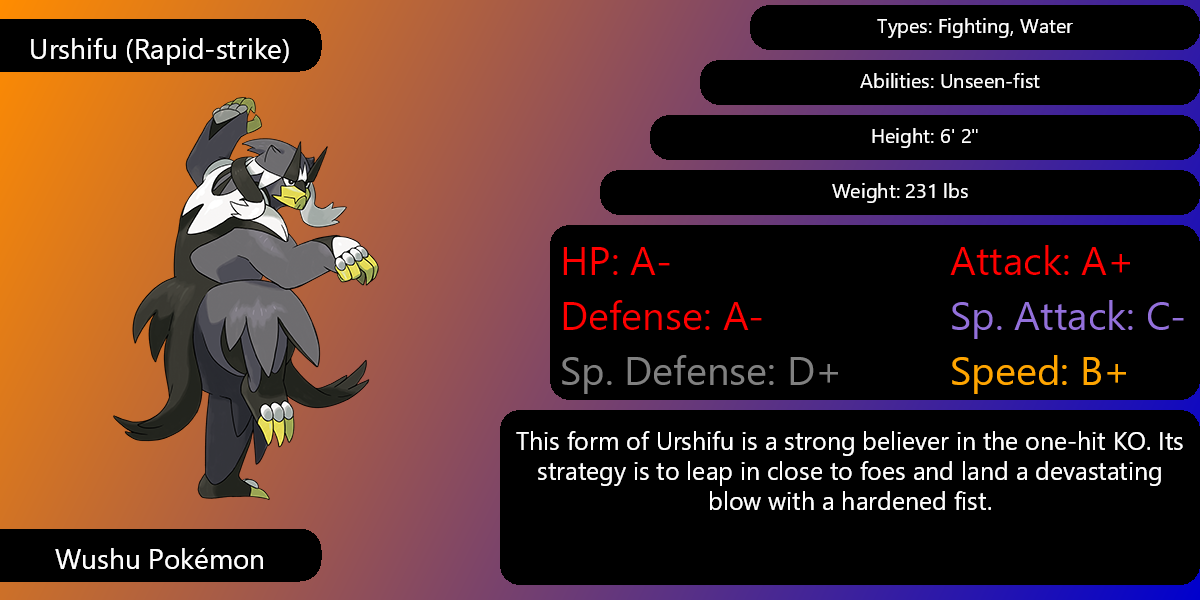 Urshifu (Rapid-strike)
Types: Fighting, Water
Abilities: Unseen-fist
Height: 6' 2"
Weight: 231 lbs
HP: A-
Attack: A+
Defense: A-
Sp. Attack: C-
Sp. Defense: D+
Speed: B+
This form of Urshifu is a strong believer in the one-hit KO. Its
strategy is to leap in close to foes and land a devastating
blow with a hardened fist.
Wushu Pokémon